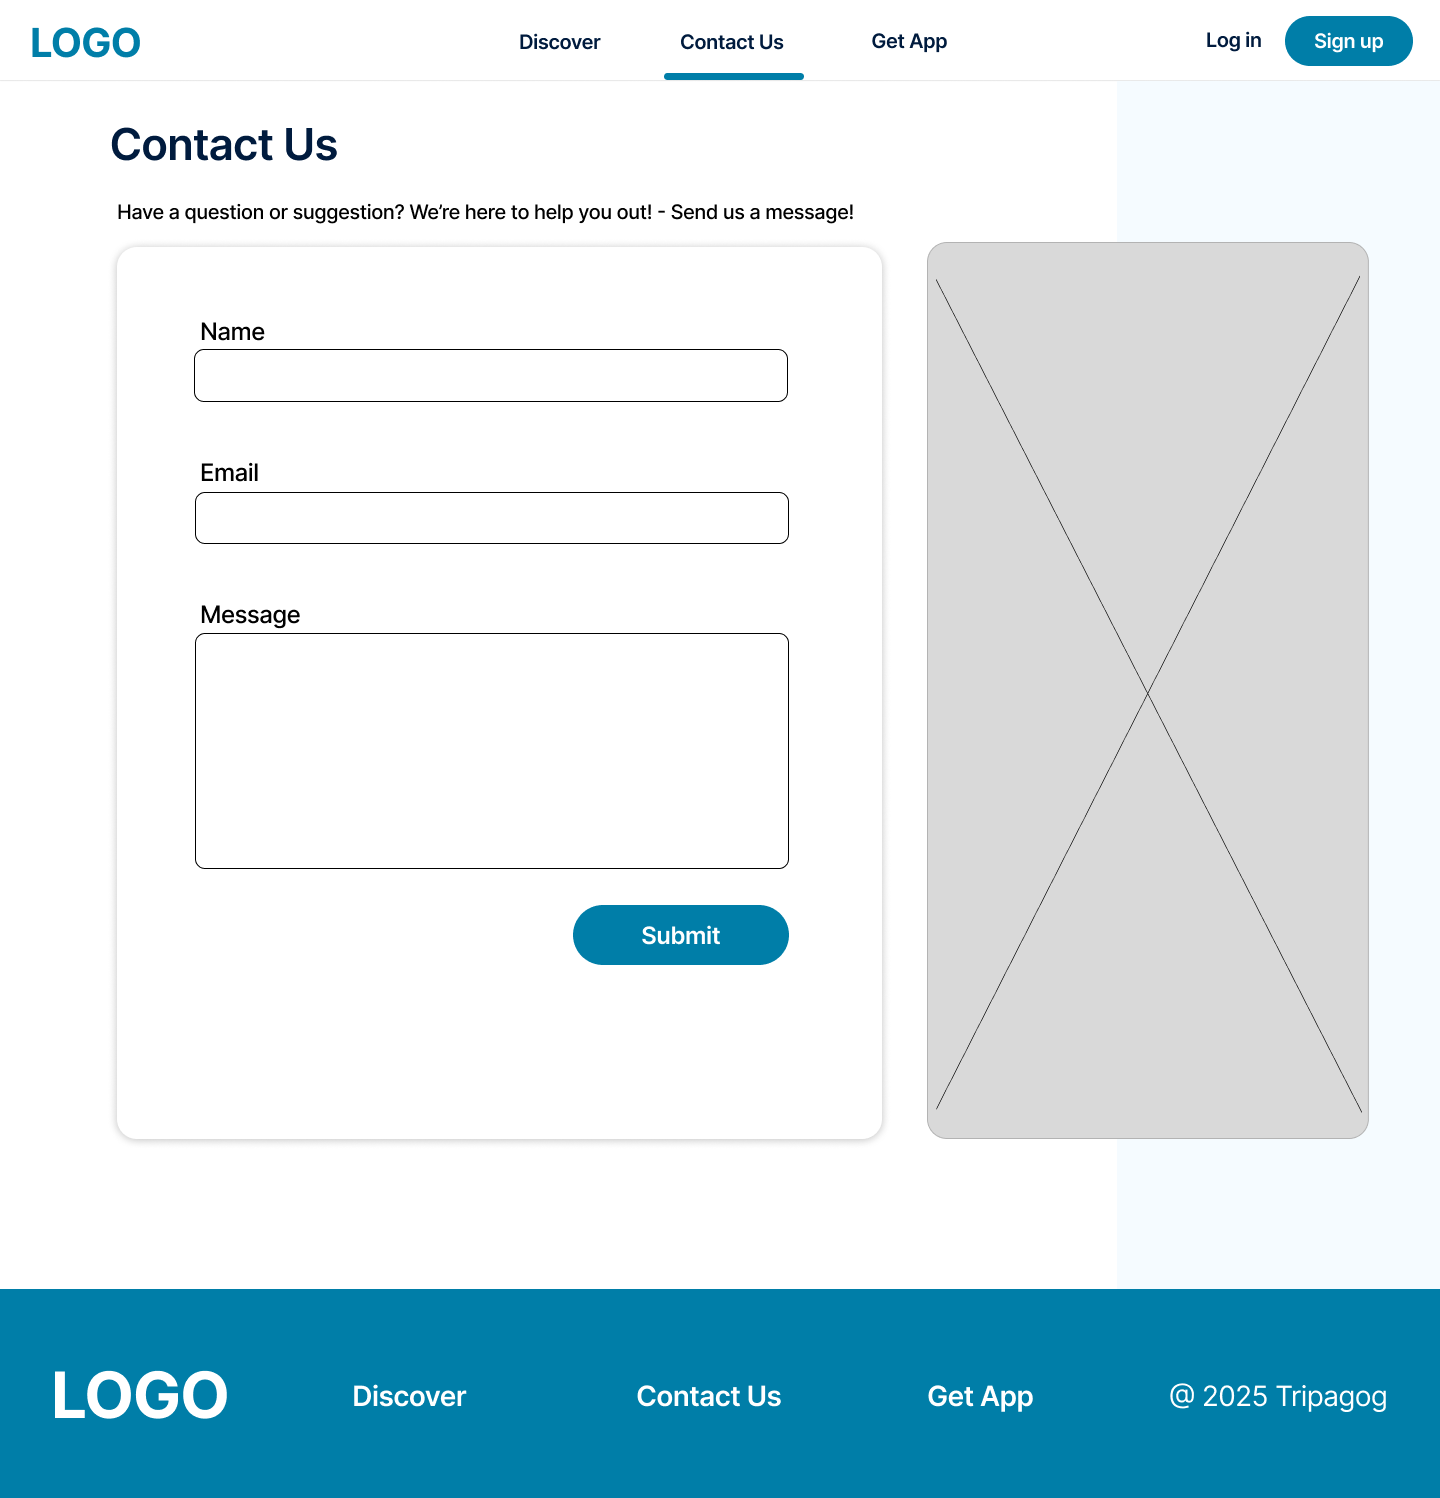 LOGO
Discover
Contact Us
Get App
Log in
Sign up
Contact Us
Have a question or suggestion? We’re here to help you out! - Send us a message!
Name
Email
Message
Submit
LOGO
Discover
Contact Us
Get App
@ 2025 Tripagog